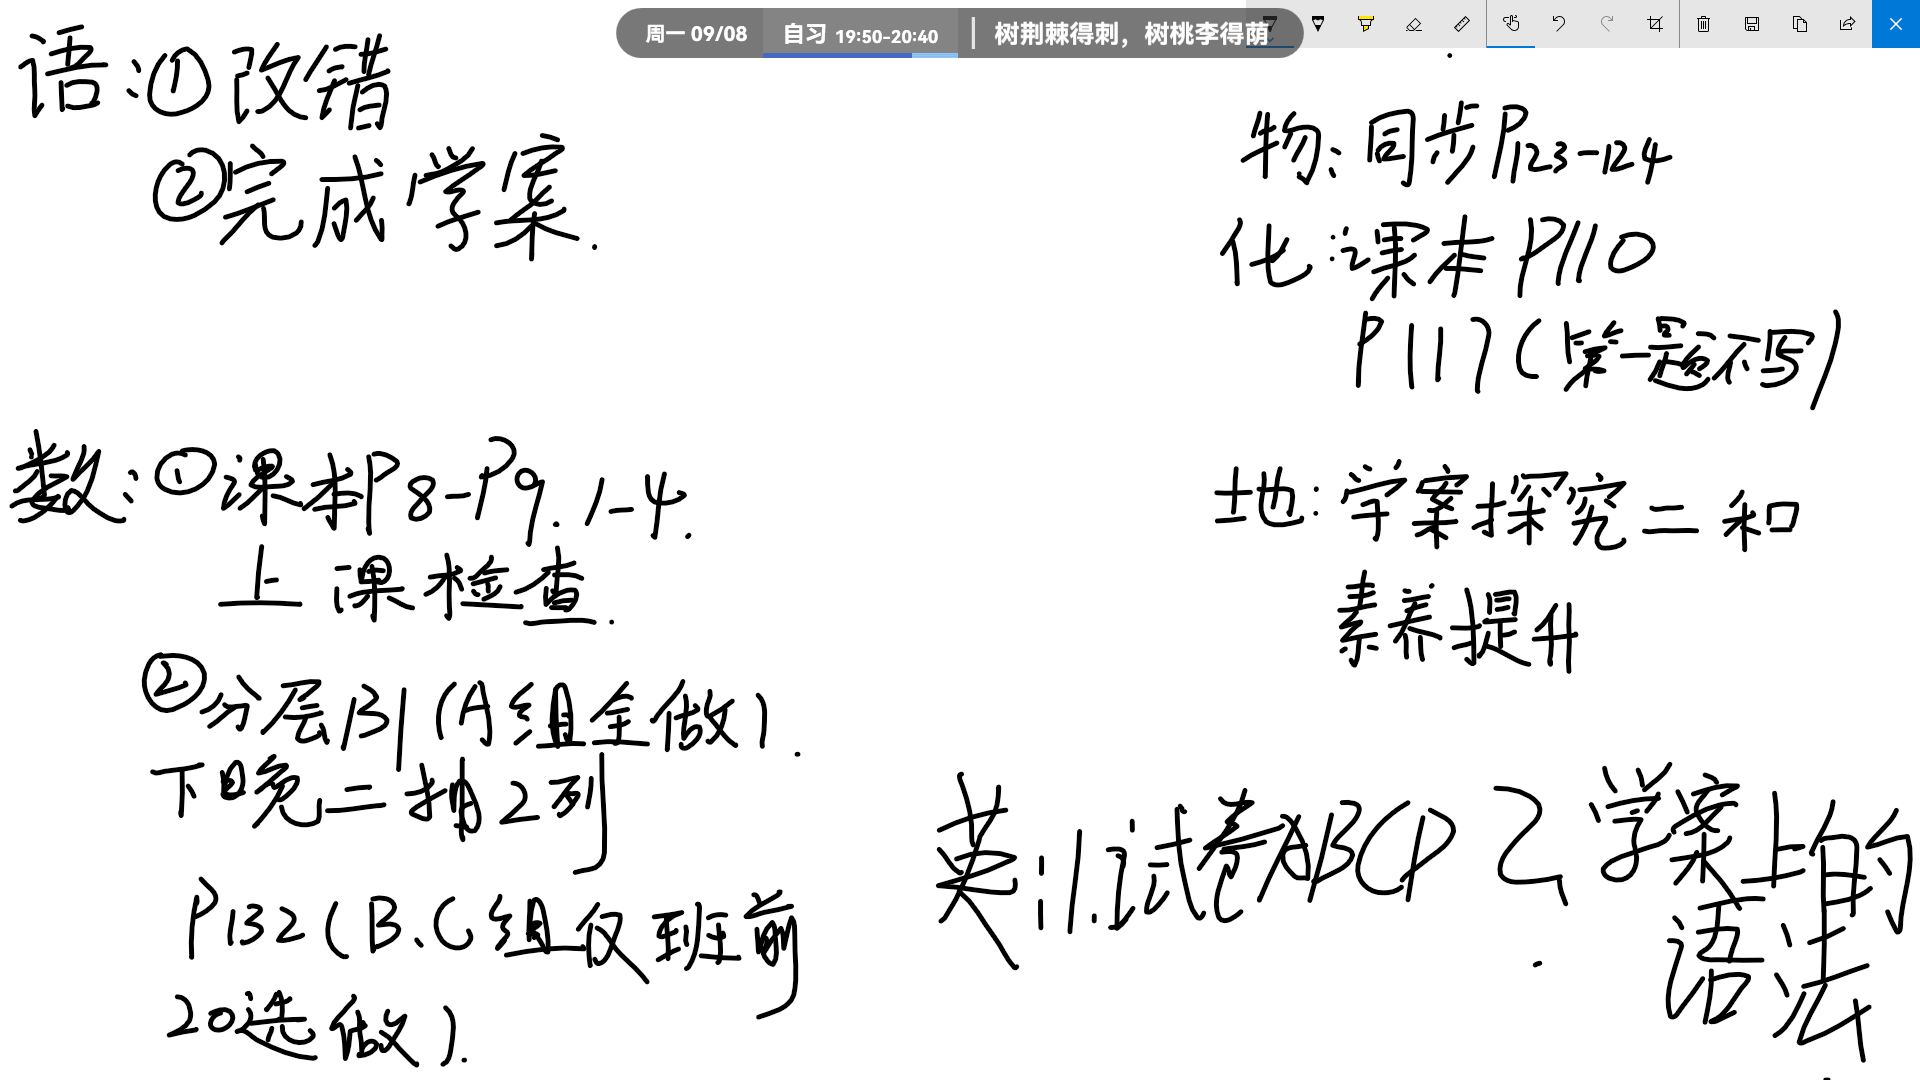 周一 09/08 自习 19:50-20:40 树荆棘得刺，树桃李得荫
语:①改错
②完成学案.
数:①课本P8-P9. 1-4.
上课检查.
②分层B1(A组全做).
下日晚二抽2列
P132(B、C组仅班前
20选做).
物:同步P123-124
化:课本P110
P117(第一题不写)
地:学案探究二和
素养提升
英:1.试卷ABCD 2、学案上的
语法